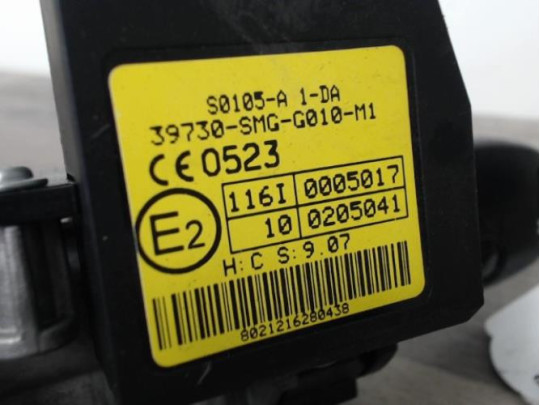 S0105-A 1-DA
39730-SMG-G010-M1
CE 0523
E2
116I 0005017
10 0205041
H: C S: 9.07
8021216280438